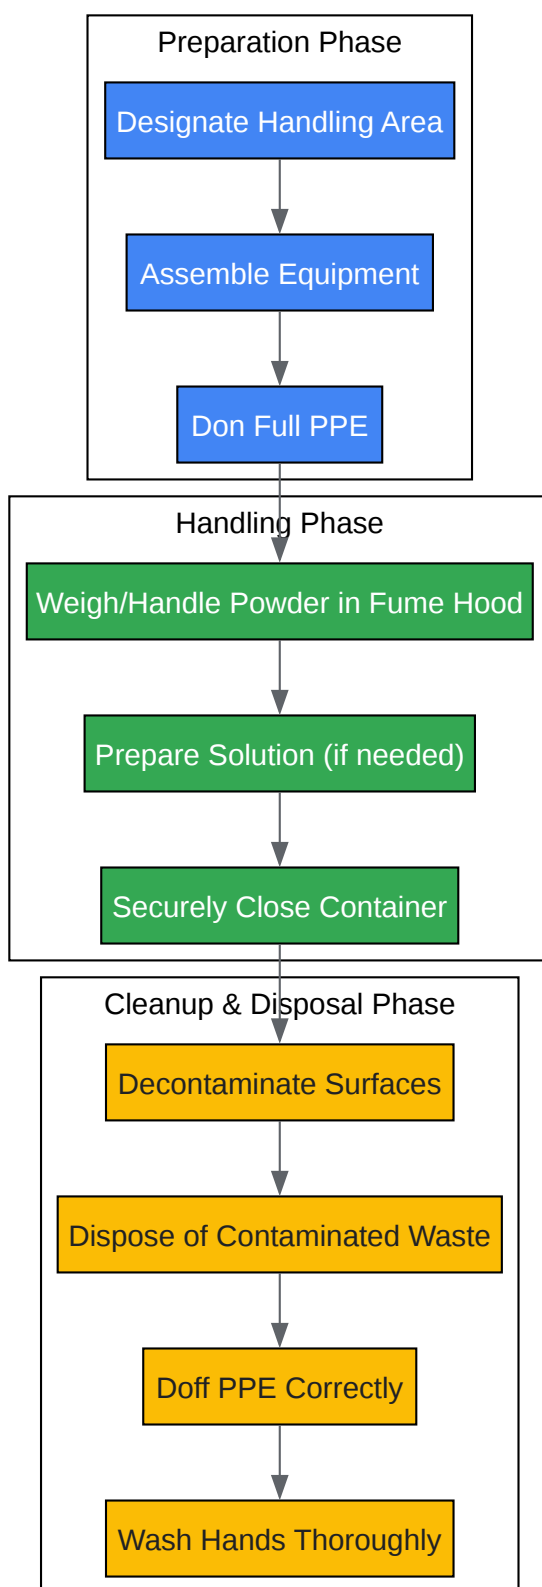 Preparation Phase
Designate Handling Area
Assemble Equipment
Don Full PPE
Handling Phase
Weigh/Handle Powder in Fume Hood
Prepare Solution (if needed)
Securely Close Container
Cleanup & Disposal Phase
Decontaminate Surfaces
Dispose of Contaminated Waste
Doff PPE Correctly
Wash Hands Thoroughly